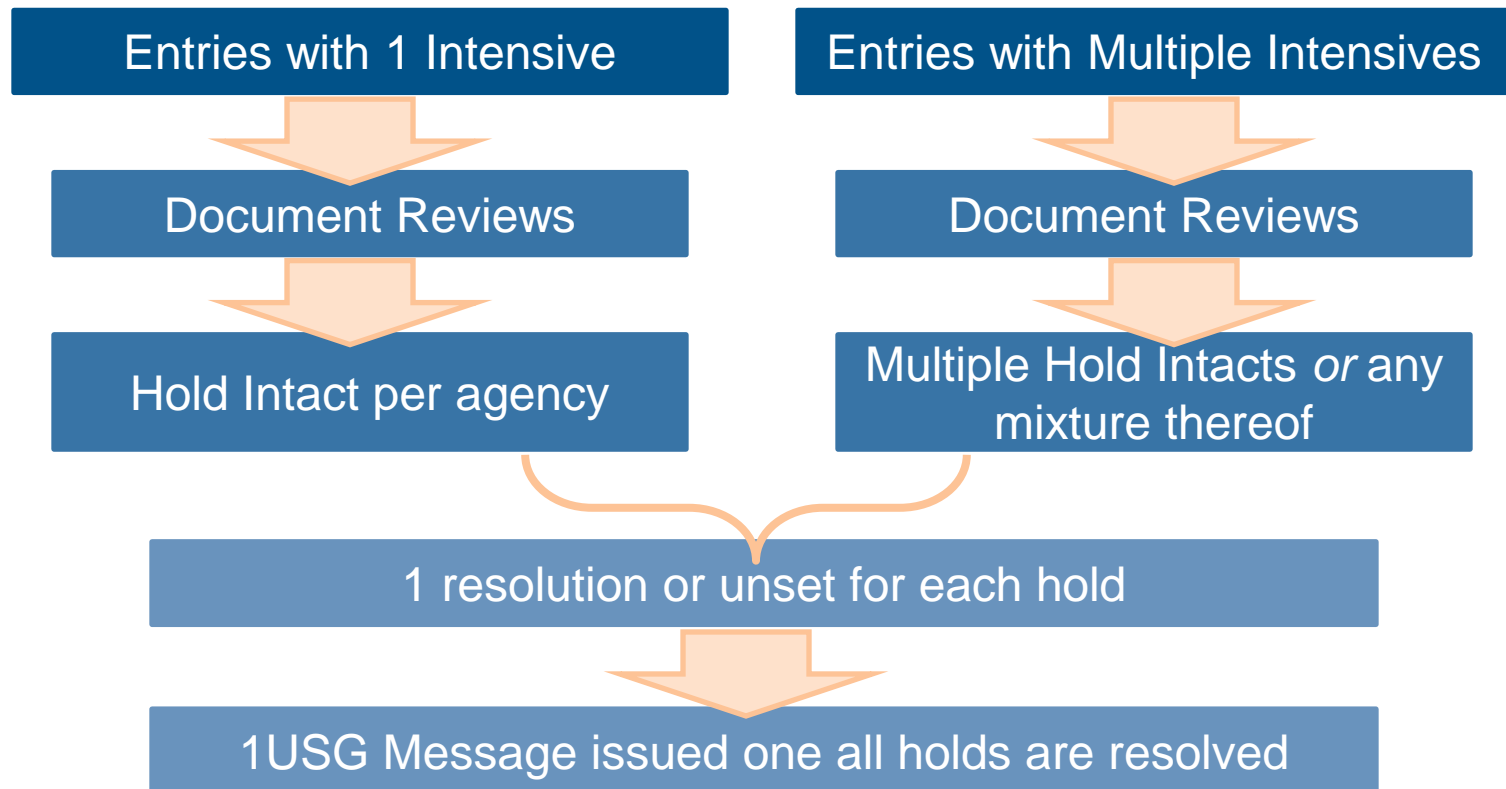 Entries with 1 Intensive
Entries with Multiple Intensives
Document Reviews
Document Reviews
Hold Intact per agency
Multiple Hold Intacts or any
mixture thereof
1 resolution or unset for each hold
1USG Message issued one all holds are resolved